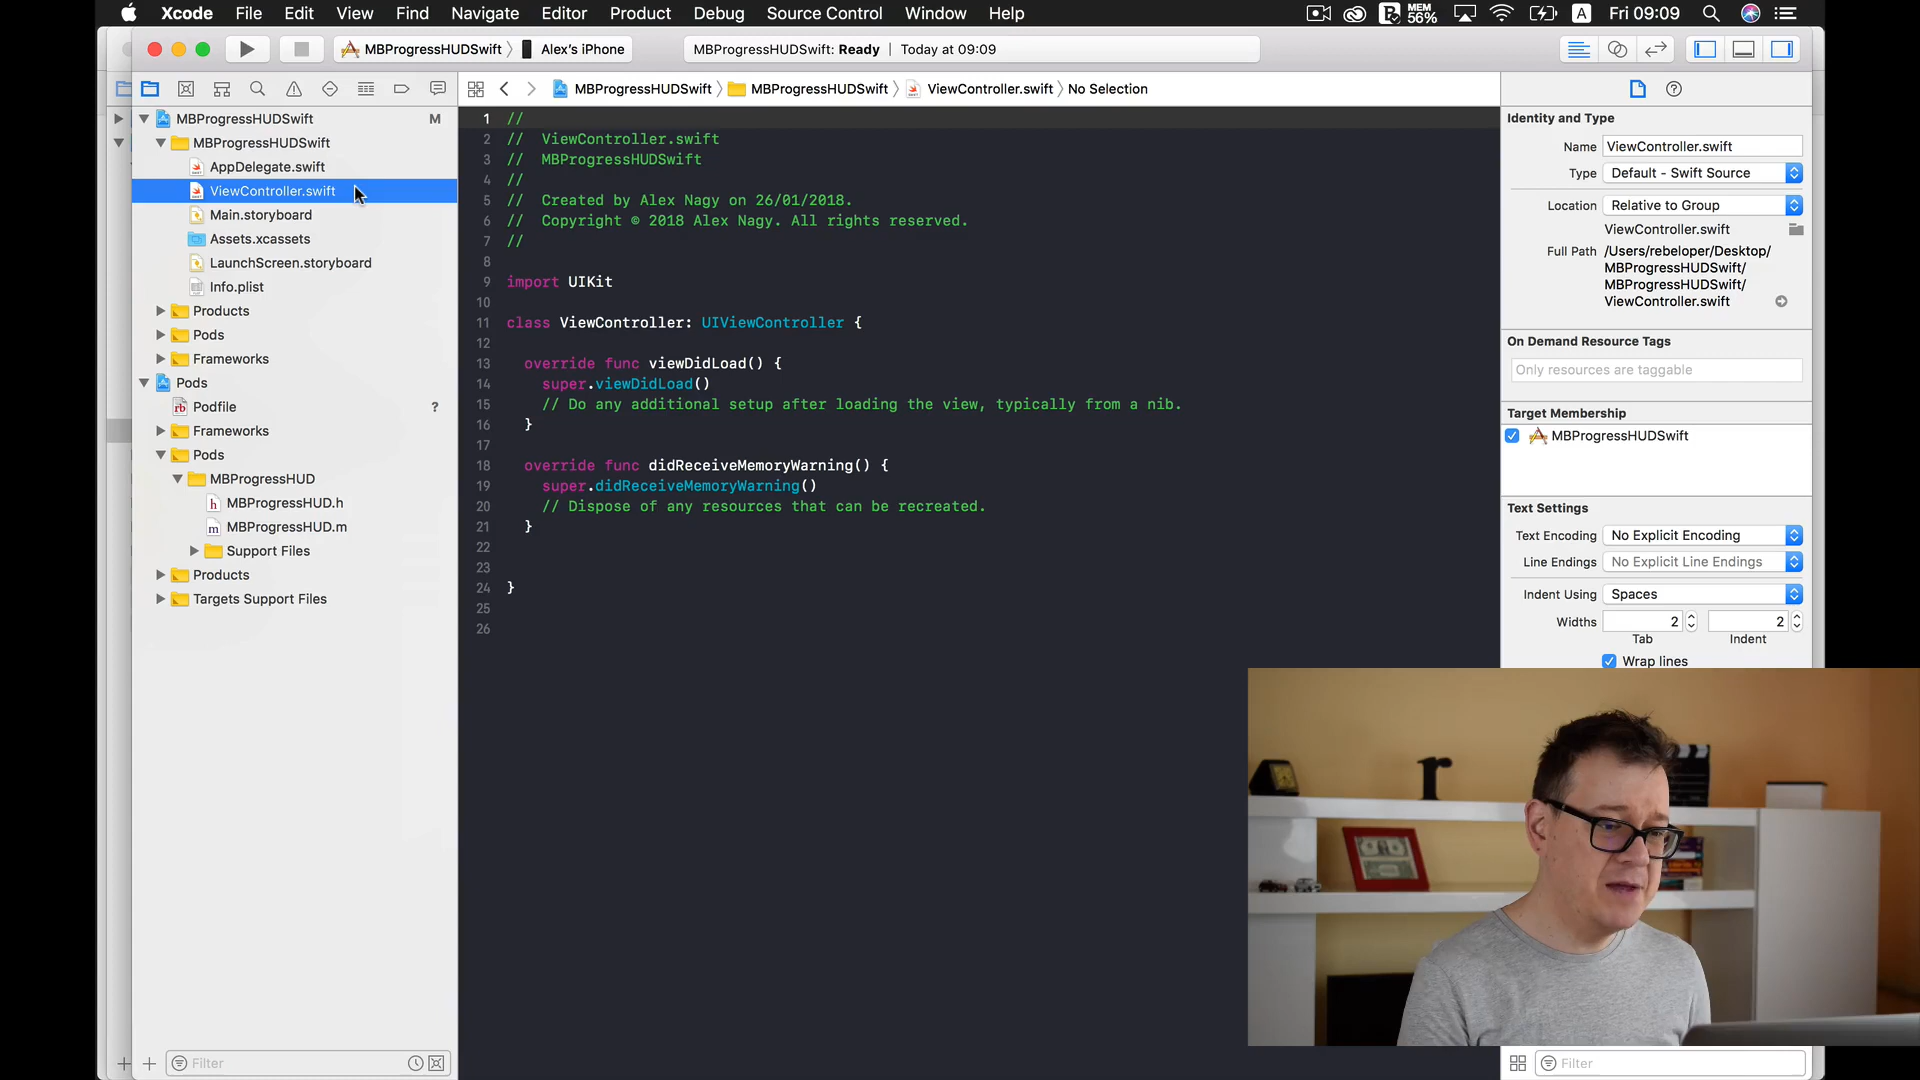 Xcode File Edit View Find Navigate Editor Product Debug Source Control Window Help MEM 56% A Fri 09:09
MBProgressHUDSwift Alex's iPhone MBProgressHUDSwift: Ready | Today at 09:09
MBProgressHUDSwift MBProgressHUDSwift ViewController.swift No Selection
MBProgressHUDSwift M
MBProgressHUDSwift
AppDelegate.swift
ViewController.swift
Main.storyboard
Assets.xcassets
LaunchScreen.storyboard
Info.plist
Products
Pods
Frameworks
Pods
rb Podfile ?
Frameworks
Pods
MBProgressHUD
h MBProgressHUD.h
m MBProgressHUD.m
Support Files
Products
Targets Support Files
Filter
1 //
2 //  ViewController.swift
3 //  MBProgressHUDSwift
4 //
5 //  Created by Alex Nagy on 26/01/2018.
6 //  Copyright © 2018 Alex Nagy. All rights reserved.
7 //
8
9 import UIKit
10
11 class ViewController: UIViewController {
12
13 override func viewDidLoad() {
14 super.viewDidLoad()
15 // Do any additional setup after loading the view, typically from a nib.
16 }
17
18 override func didReceiveMemoryWarning() {
19 super.didReceiveMemoryWarning()
20 // Dispose of any resources that can be recreated.
21 }
22
23
24 }
25
26
Identity and Type
Name ViewController.swift
Type Default - Swift Source
Location Relative to Group
ViewController.swift
Full Path /Users/rebeloper/Desktop/
MBProgressHUDSwift/
MBProgressHUDSwift/
ViewController.swift
On Demand Resource Tags
Only resources are taggable
Target Membership
MBProgressHUDSwift
Text Settings
Text Encoding No Explicit Encoding
Line Endings No Explicit Line Endings
Indent Using Spaces
Widths 2 2
Tab Indent
Wrap lines
Filter